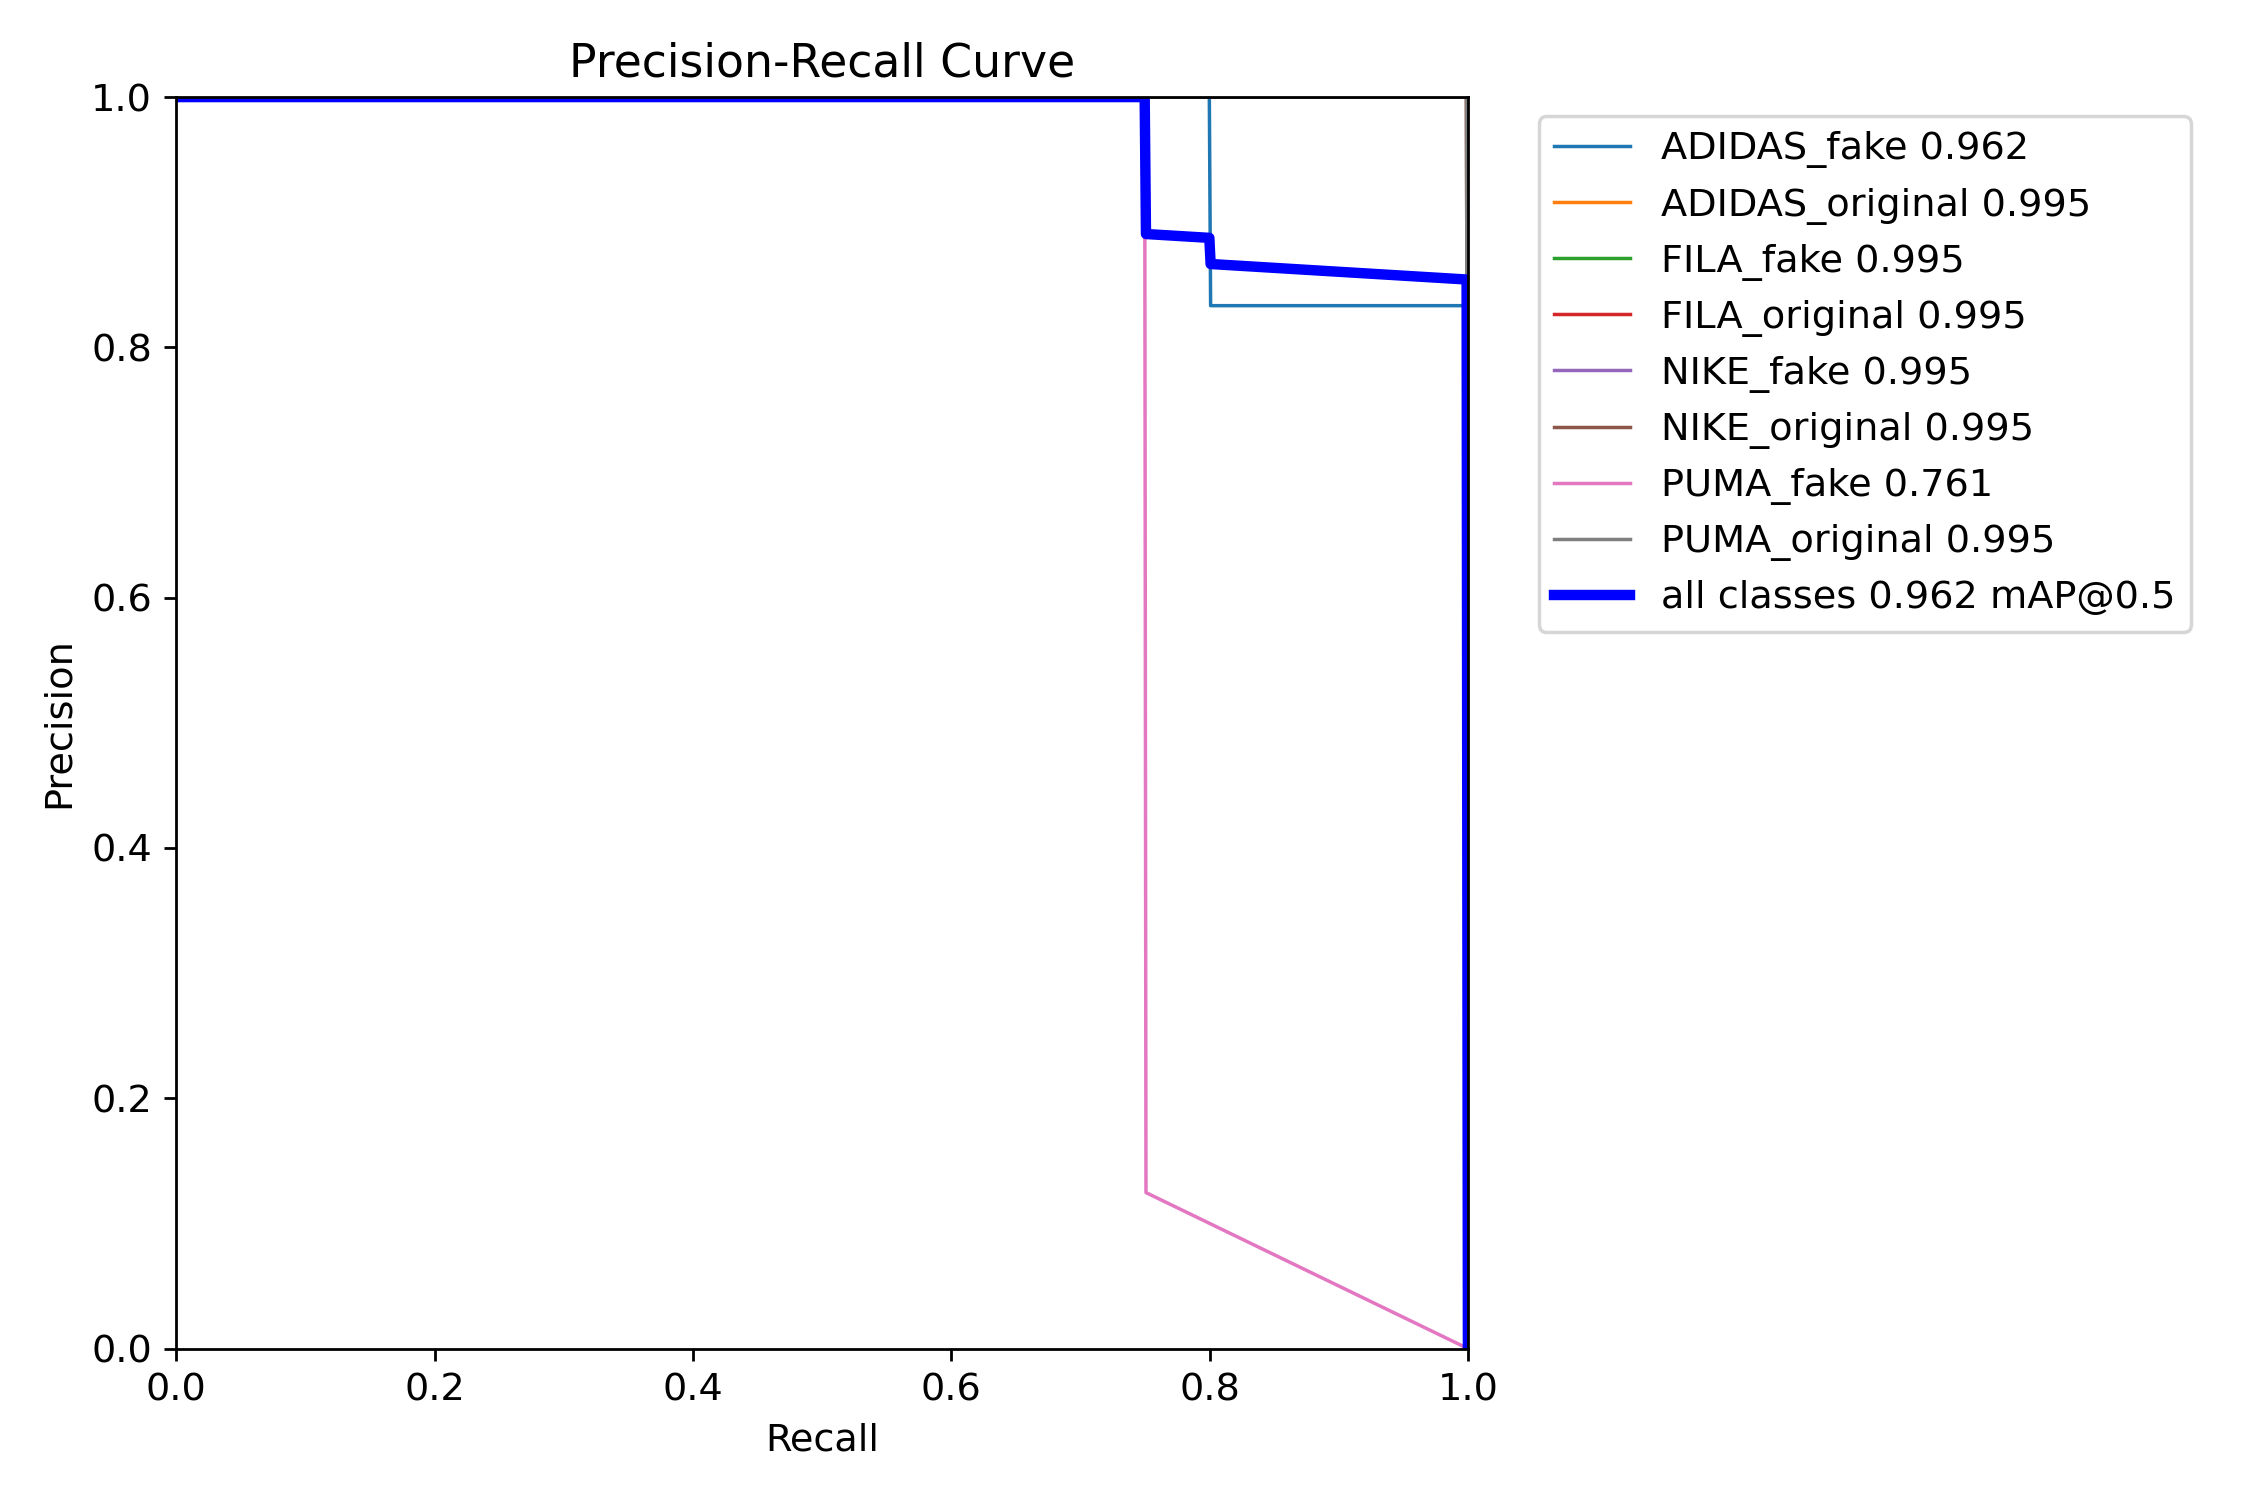 Precision-Recall Curve
1.0
0.8
0.6
0.4
0.2
0.0
Precision
0.0 0.2 0.4 0.6 0.8 1.0
Recall
ADIDAS_fake 0.962
ADIDAS_original 0.995
FILA_fake 0.995
FILA_original 0.995
NIKE_fake 0.995
NIKE_original 0.995
PUMA_fake 0.761
PUMA_original 0.995
all classes 0.962 mAP@0.5